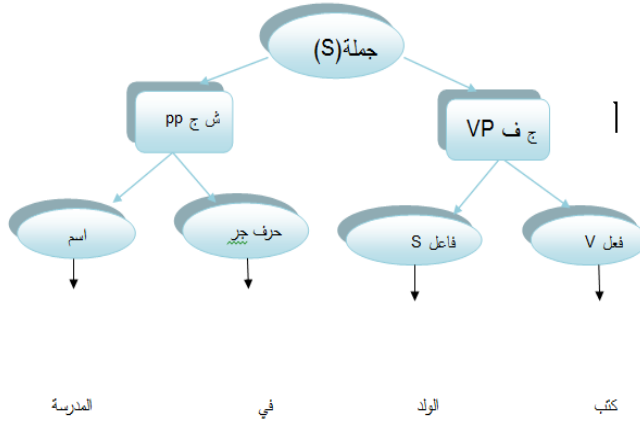 جملة(S)
ج ف VP
ش ج pp
فعل V
فاعل S
حرف جر
اسم
كتب
الولد
في
المدرسة